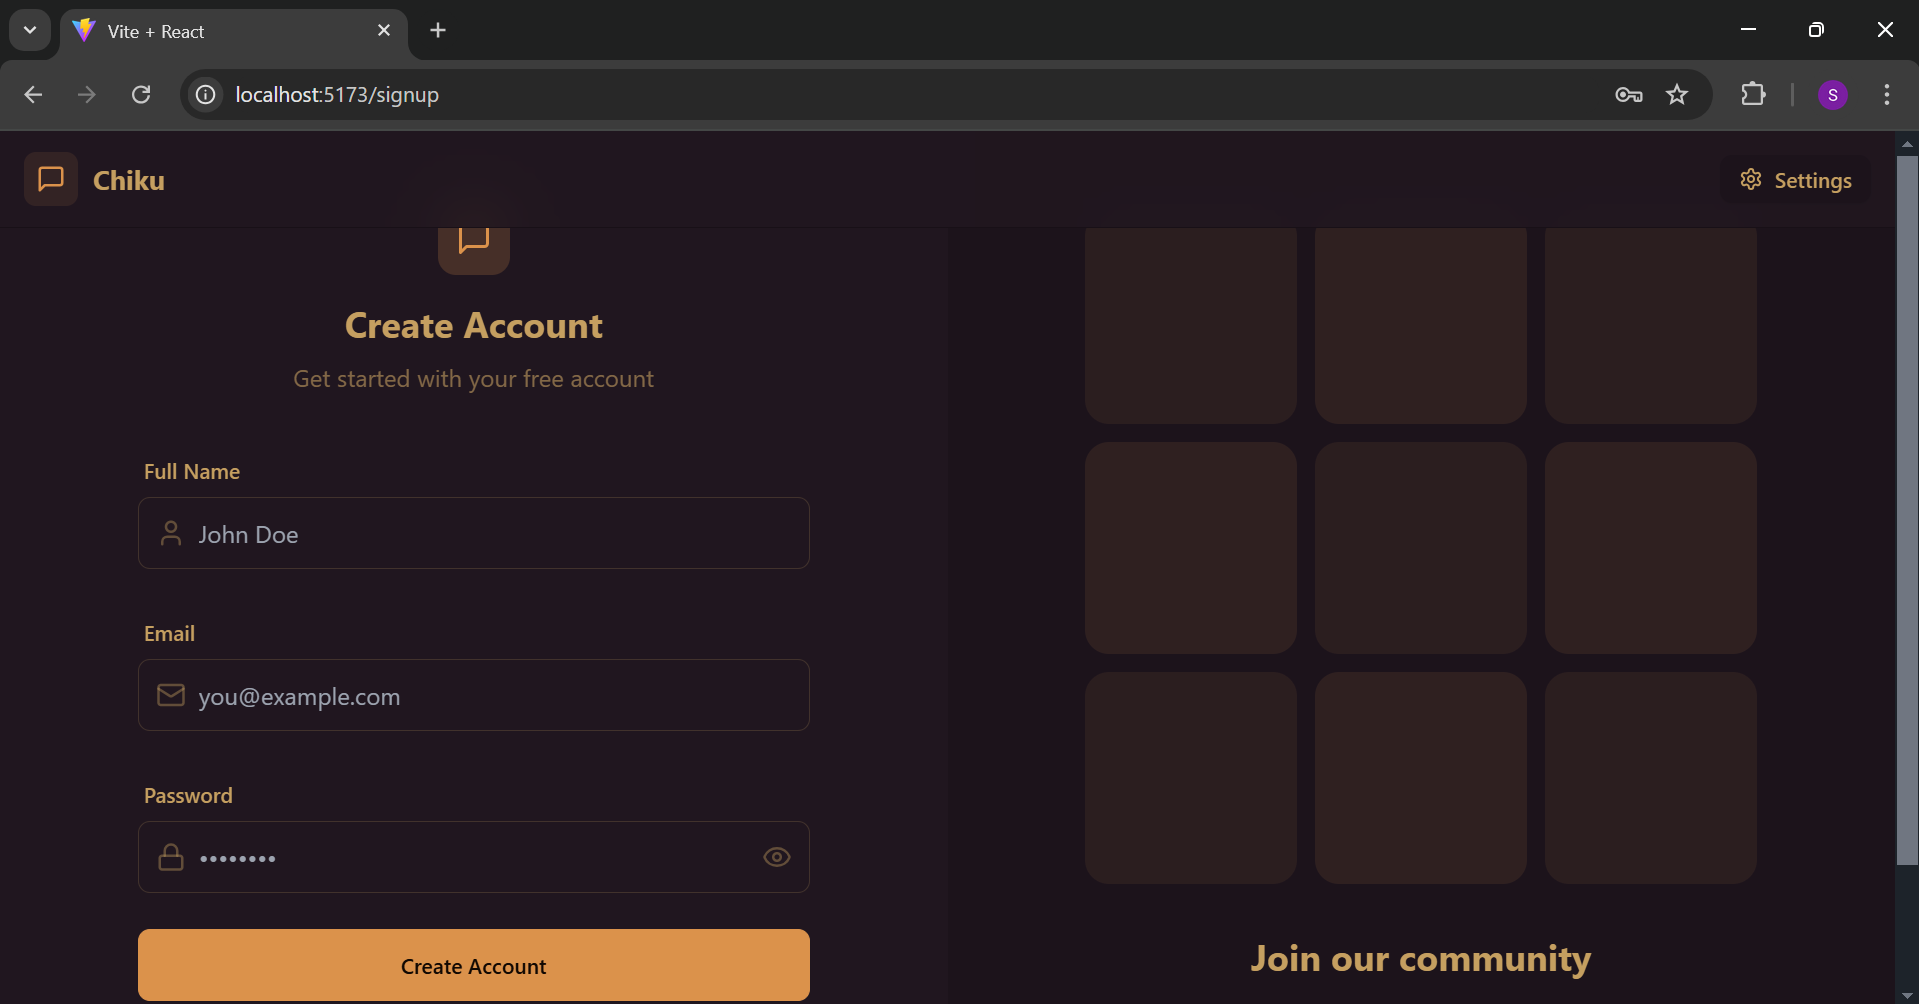 Vite + React
localhost:5173/signup
S
Chiku
Settings
Create Account
Get started with your free account
Full Name
John Doe
Email
you@example.com
Password
••••••••
Create Account
Join our community